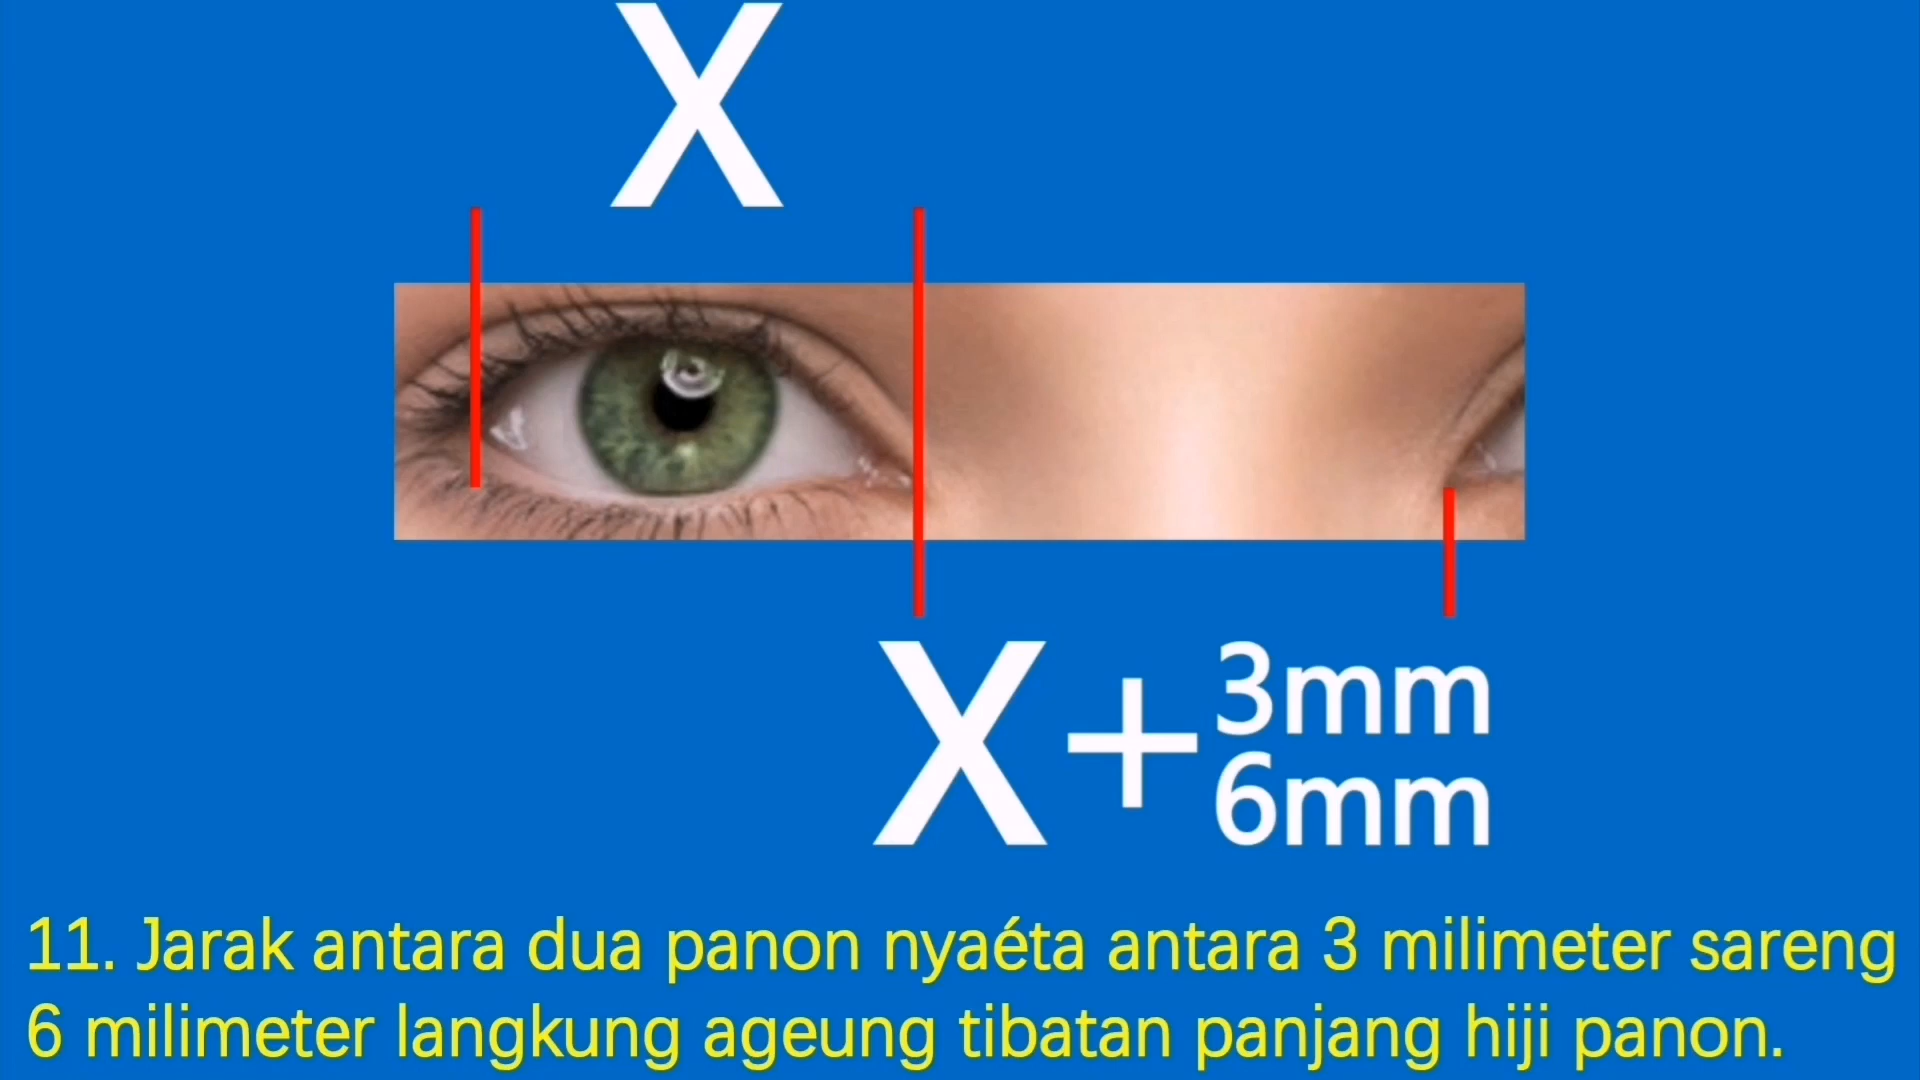 X
X+3mm
6mm
11. Jarak antara dua panon nyaéta antara 3 milimeter sareng
6 milimeter langkung ageung tibatan panjang hiji panon.